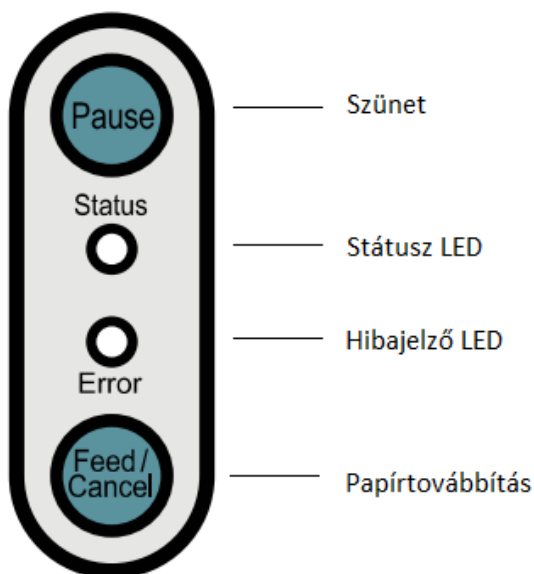 Pause
Szünet
Status
Státusz LED
Hibajelző LED
Error
Feed /
Cancel
Papírtovábbítás